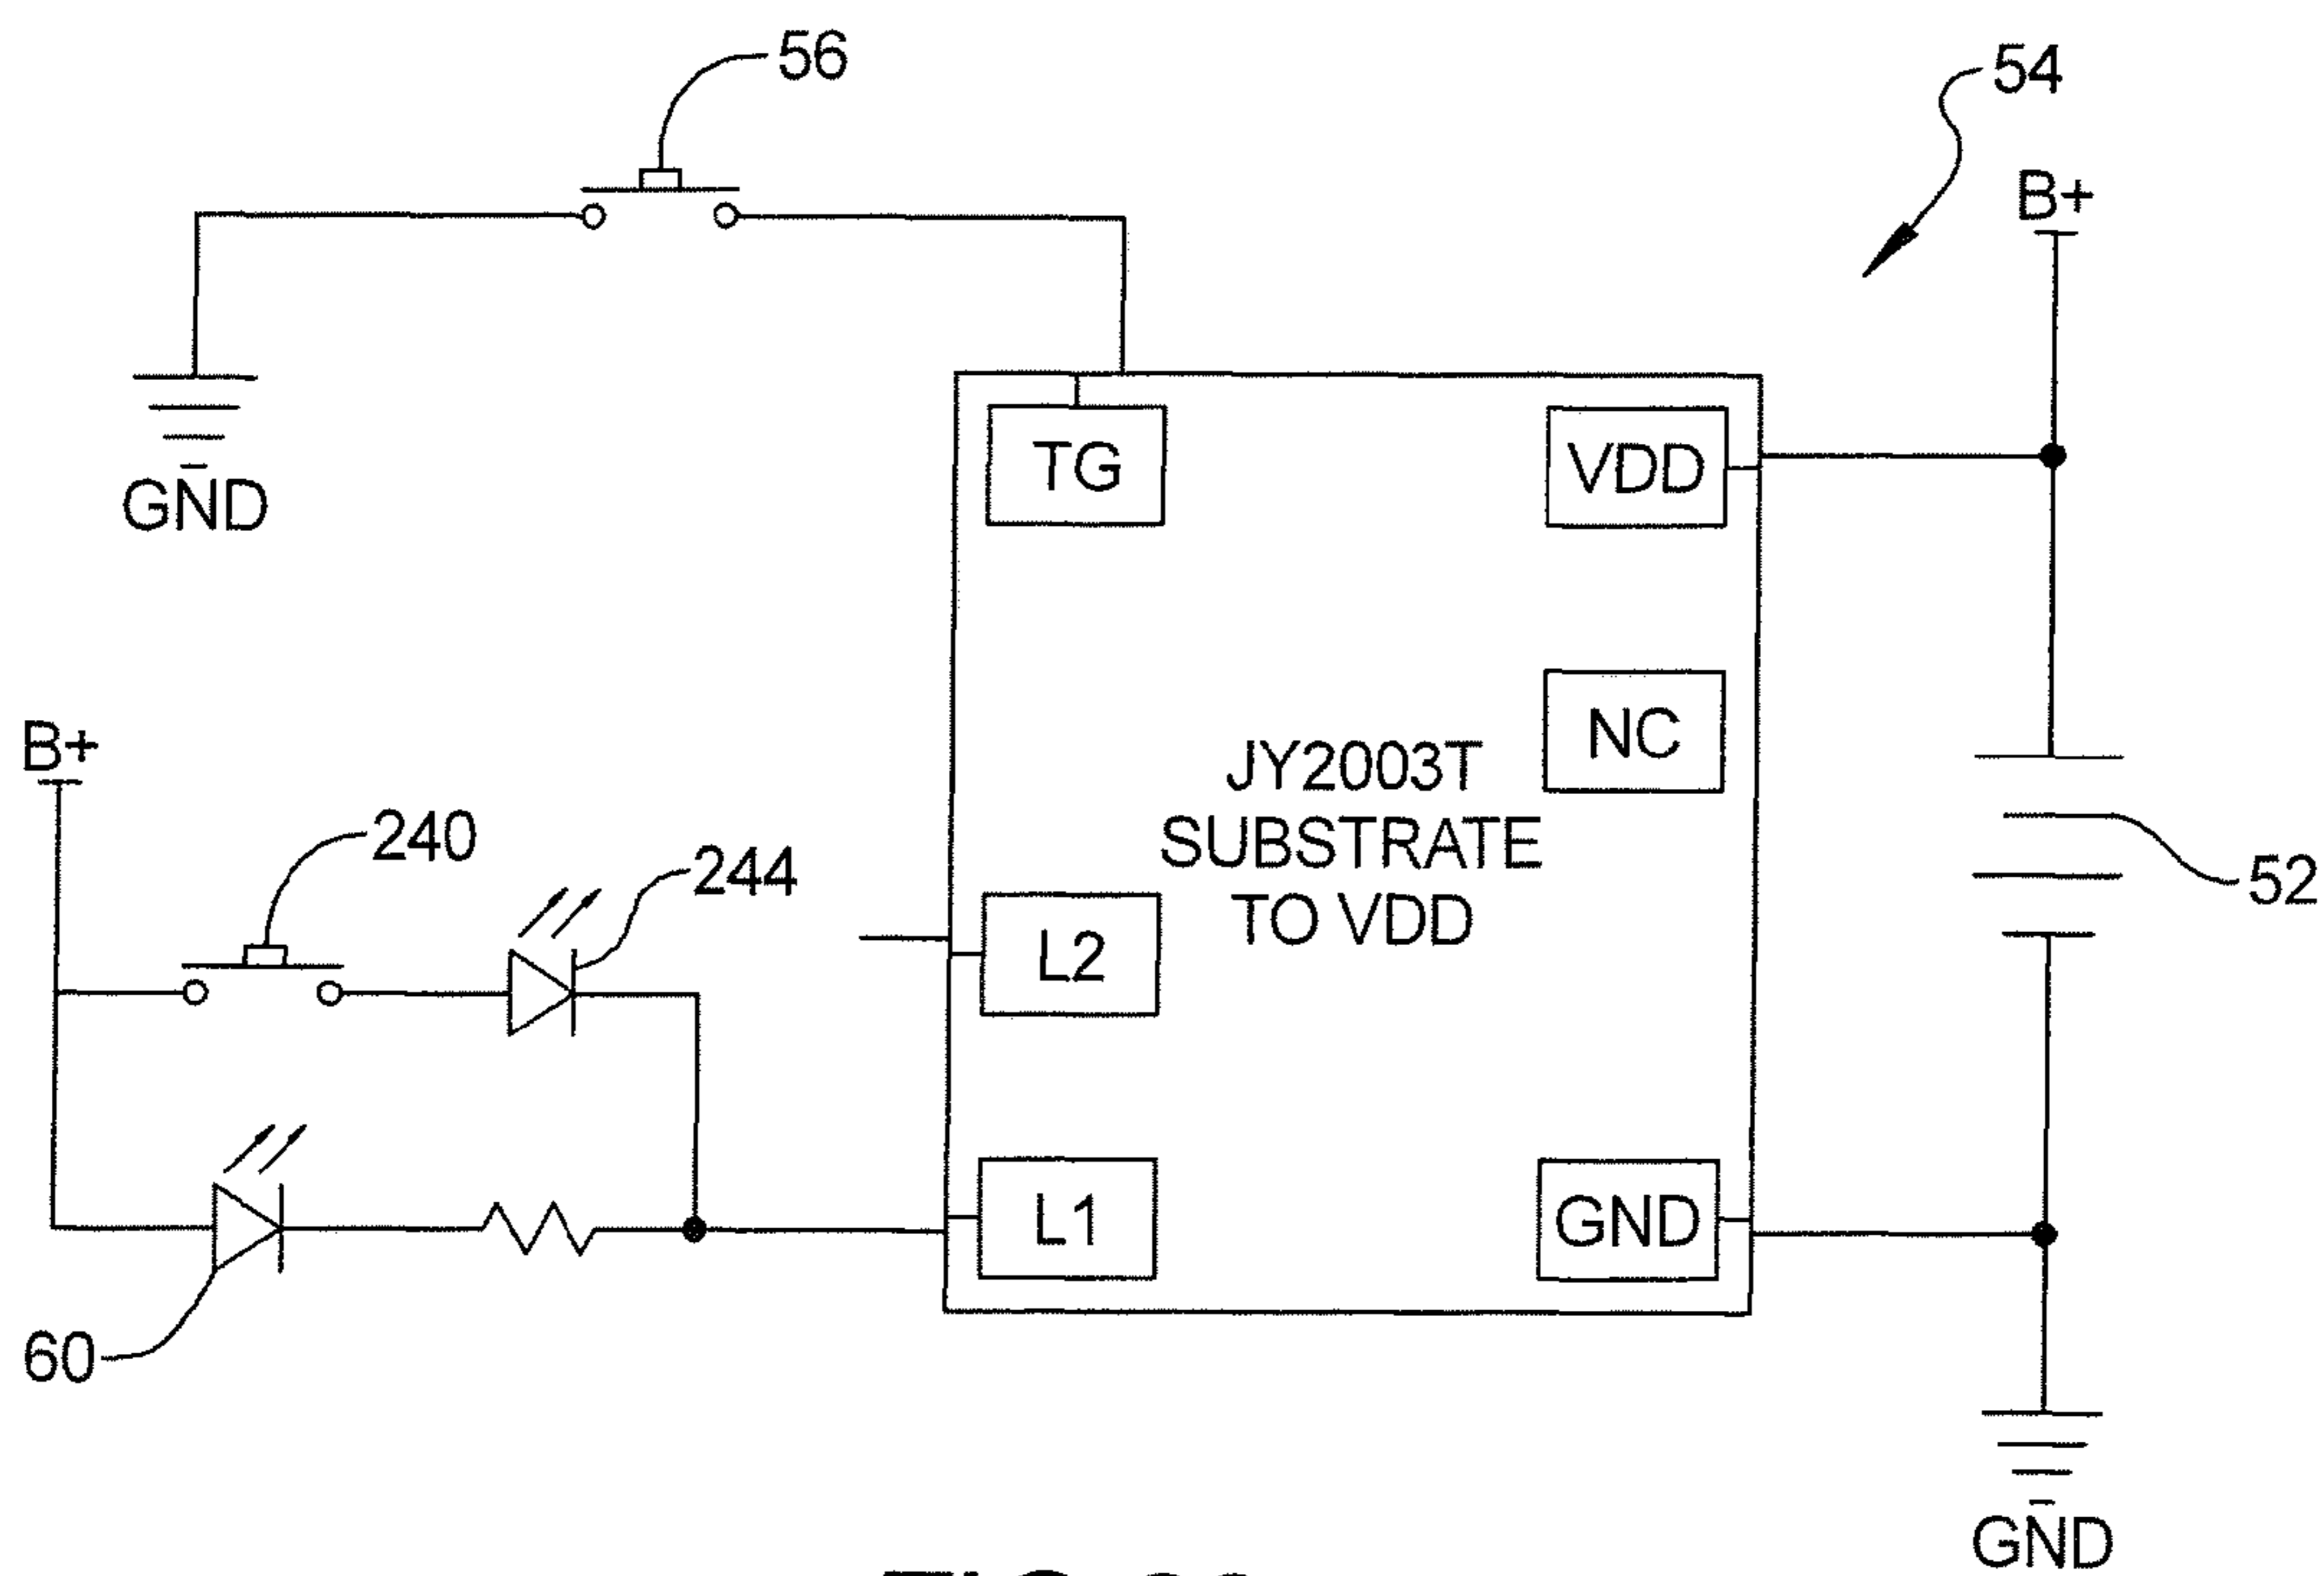 56
54
B+
GND
TG
VDD
NC
JY2003T
SUBSTRATE
TO VDD
B+
240
244
52
L2
L1
GND
60
GND